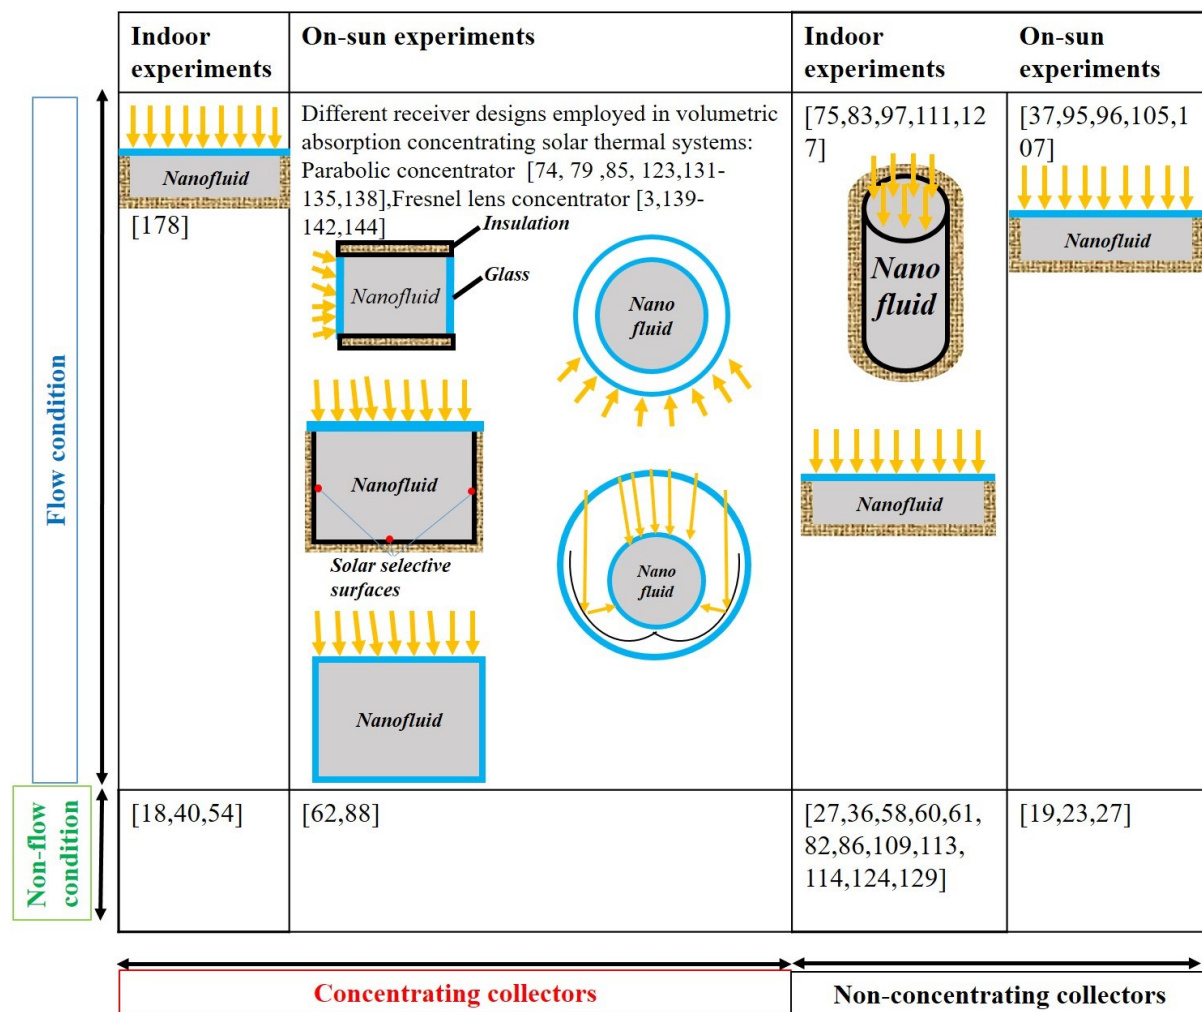 Indoor
experiments
On-sun experiments
Indoor
experiments
On-sun
experiments
Flow condition
Nanofluid
[178]
Different receiver designs employed in volumetric
absorption concentrating solar thermal systems:
Parabolic concentrator [74, 79 ,85, 123,131-
135,138],Fresnel lens concentrator [3,139-
142,144]
Insulation
Glass
Nanofluid
Nano
fluid
Nanofluid
Solar selective
surfaces
Nano
fluid
Nanofluid
[75,83,97,111,12
7]
Nano
fluid
Nanofluid
[37,95,96,105,1
07]
Nanofluid
Non-flow
condition
[18,40,54]
[62,88]
[27,36,58,60,61,
82,86,109,113,
114,124,129]
[19,23,27]
Concentrating collectors
Non-concentrating collectors